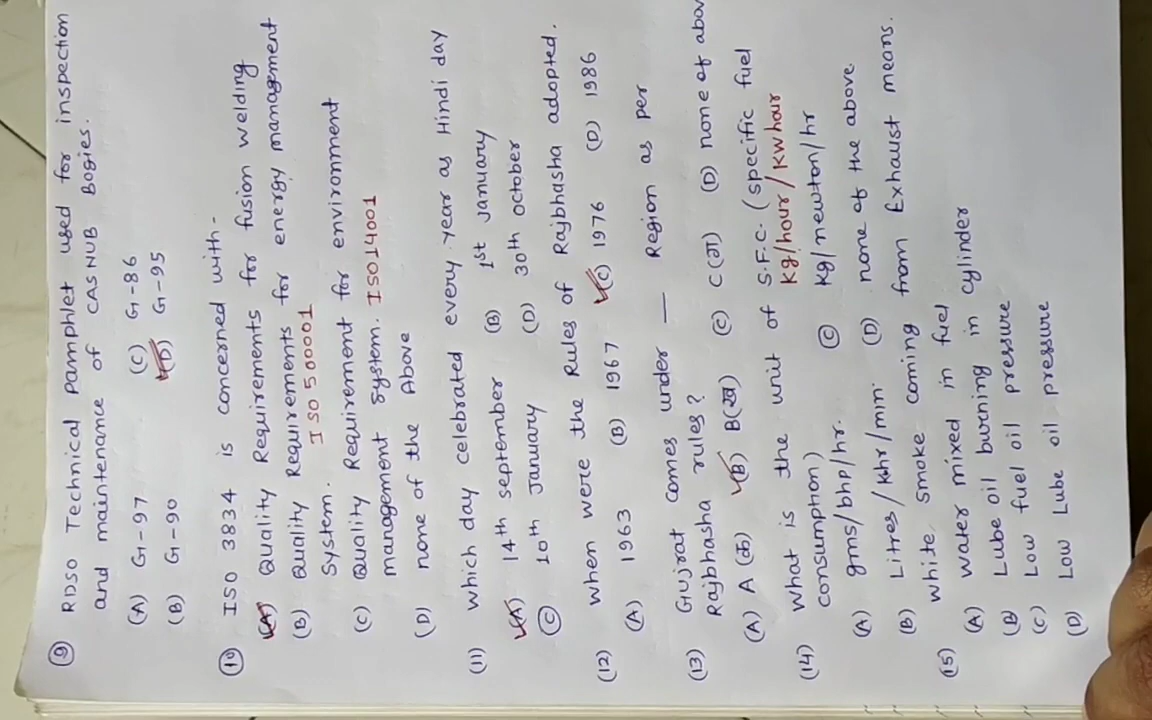 (9) RDSO Technical pamphlet used for inspection
and maintenance of CASNUB Bogies.
(A) G-97 (C) G-86
(B) G-90 (D) G-95
(10) ISO 3834 is concerned with-
(A) Quality Requirements for fusion welding
(B) Quality Requirements for energy management
System. ISO 500001
(C) Quality Requirement for environment
management system. ISO14001
(D) none of the Above
(11) Which day celebrated every year as Hindi day
(A) 14th september (B) 1st January
(C) 10th January (D) 30th october
(12) When were the Rules of Rajbhasha adopted.
(A) 1963 (B) 1967 (C) 1976 (D) 1986
(13) Gujrat comes under — Region as per
Rajbhasha rules?
(A) A (क) (B) B(ख) (C) C (ग) (D) none of abov
(14) What is the unit of S.F.C. (specific fuel
consumption) Kg/hour/KWhour
(A) gms/bhp/hr. (C) kg/newton/hr
(B) Litres/ /min. (D) none of the above.
(15) White smoke coming from Exhaust means.
(A) Water mixed in fuel
(B) Lube oil burning in cylinder
(C) Low fuel oil pressure
(D) Low Lube oil pressure